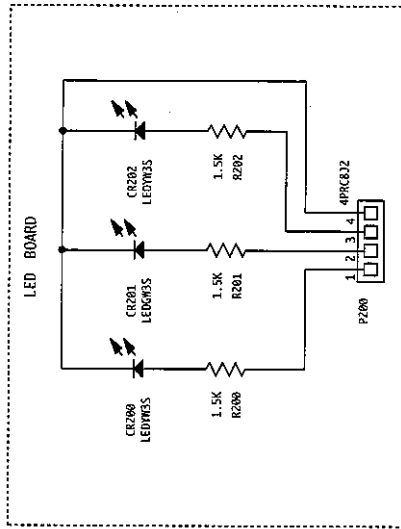 LED BOARD
CR200
LEDYW3S
CR201
LEDGW3S
CR202
LEDYW3S
1.5K
R200
1.5K
R201
1.5K
R202
P200
1
2
3
4
4PRC832